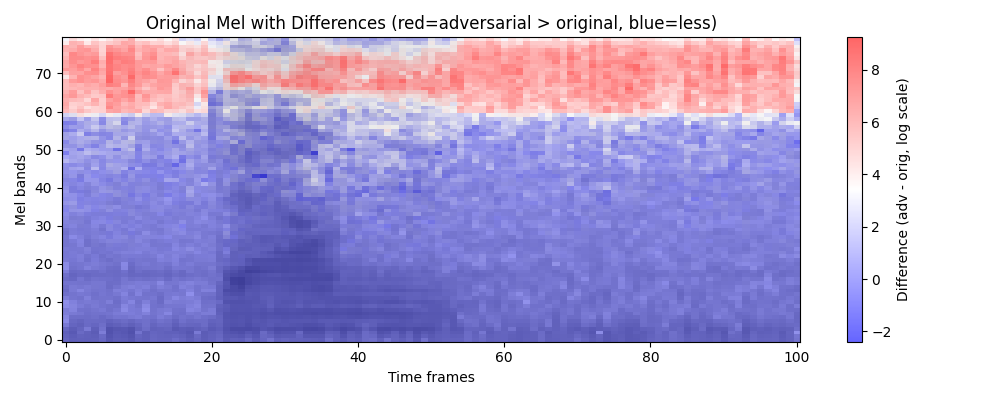 Original Mel with Differences (red=adversarial > original, blue=less)
Mel bands
70
60
50
40
30
20
10
0
0 20 40 60 80 100
Time frames
8
6
4
2
0
−2
Difference (adv - orig, log scale)